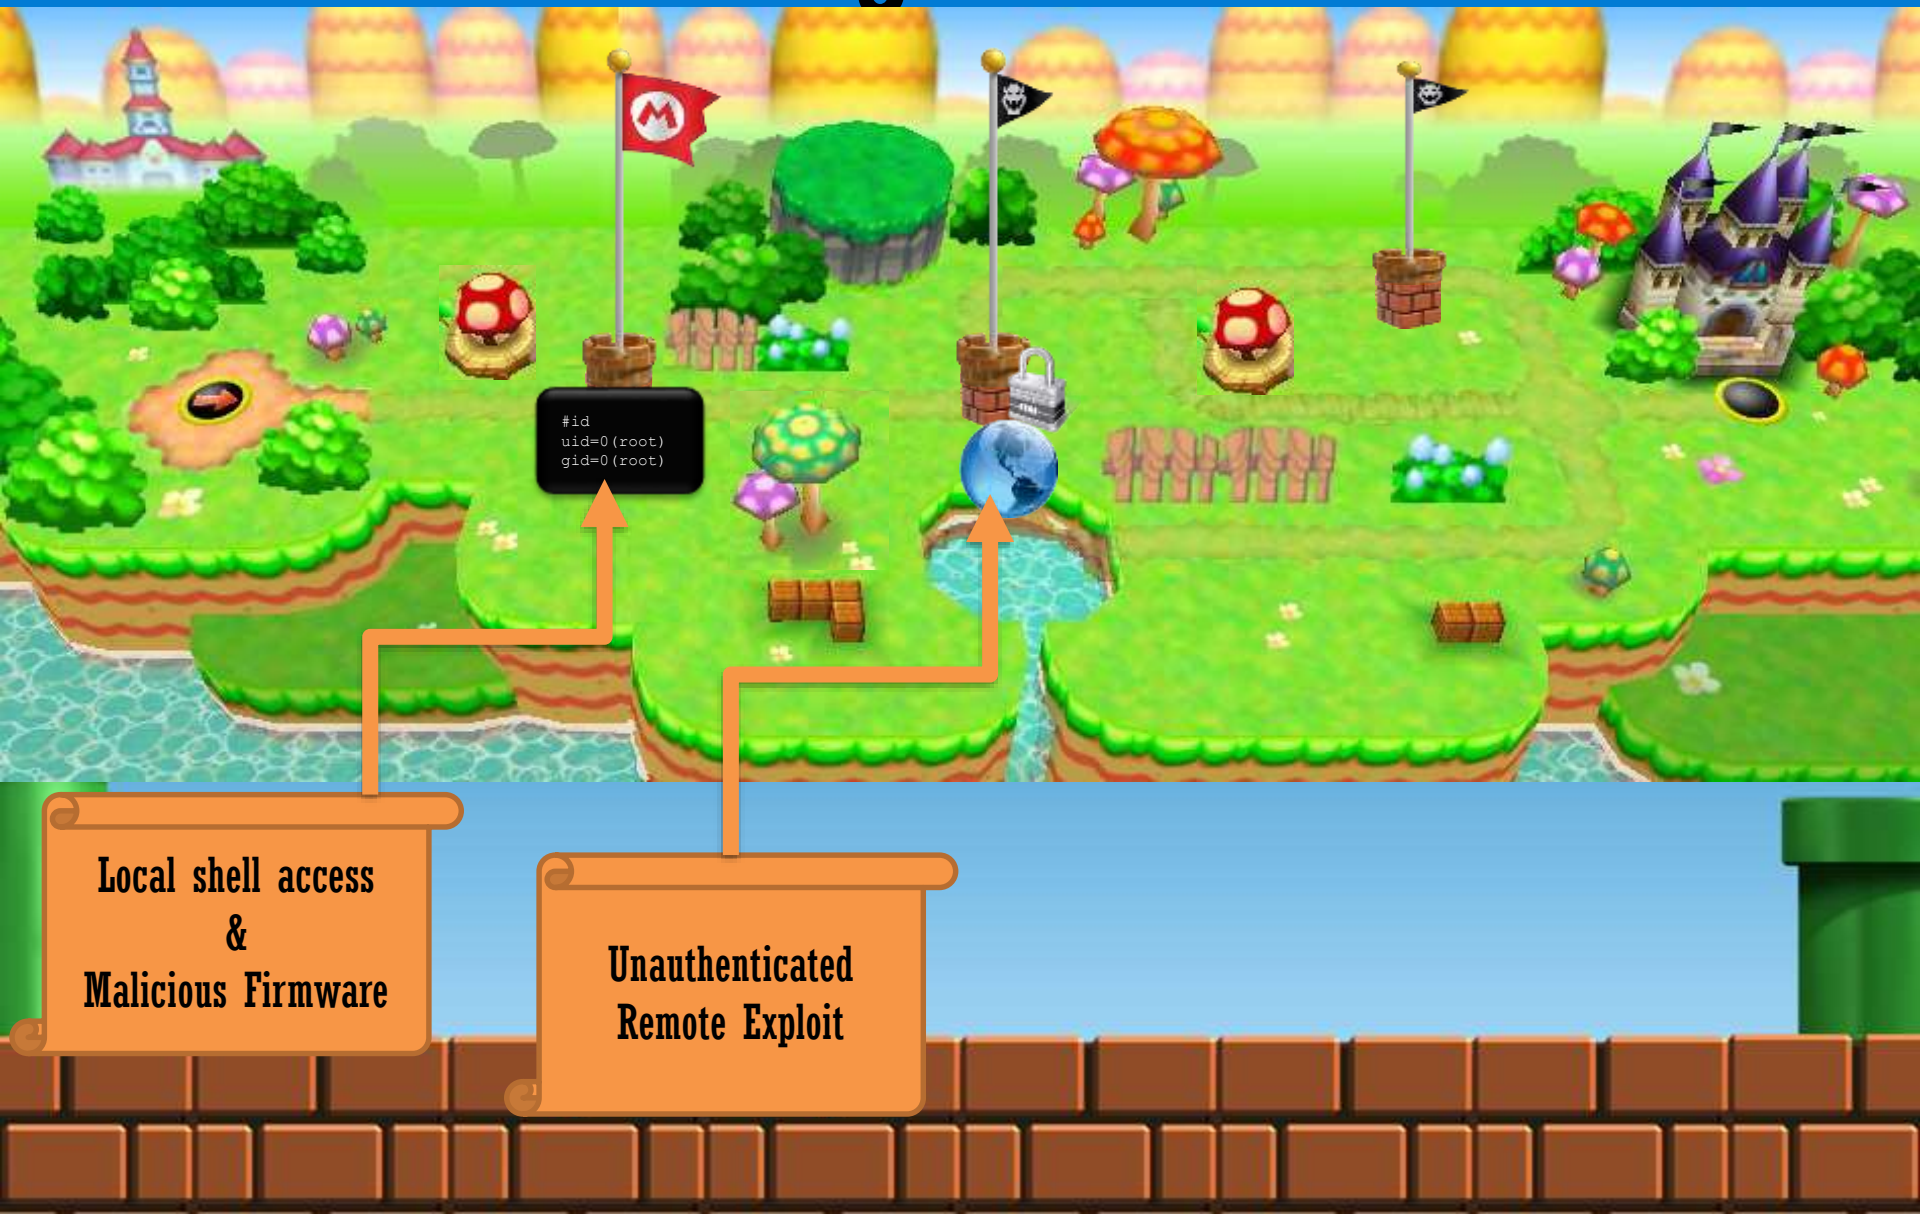 M
#id
uid=0(root)
gid=0(root)
Local shell access
&
Malicious Firmware
Unauthenticated
Remote Exploit